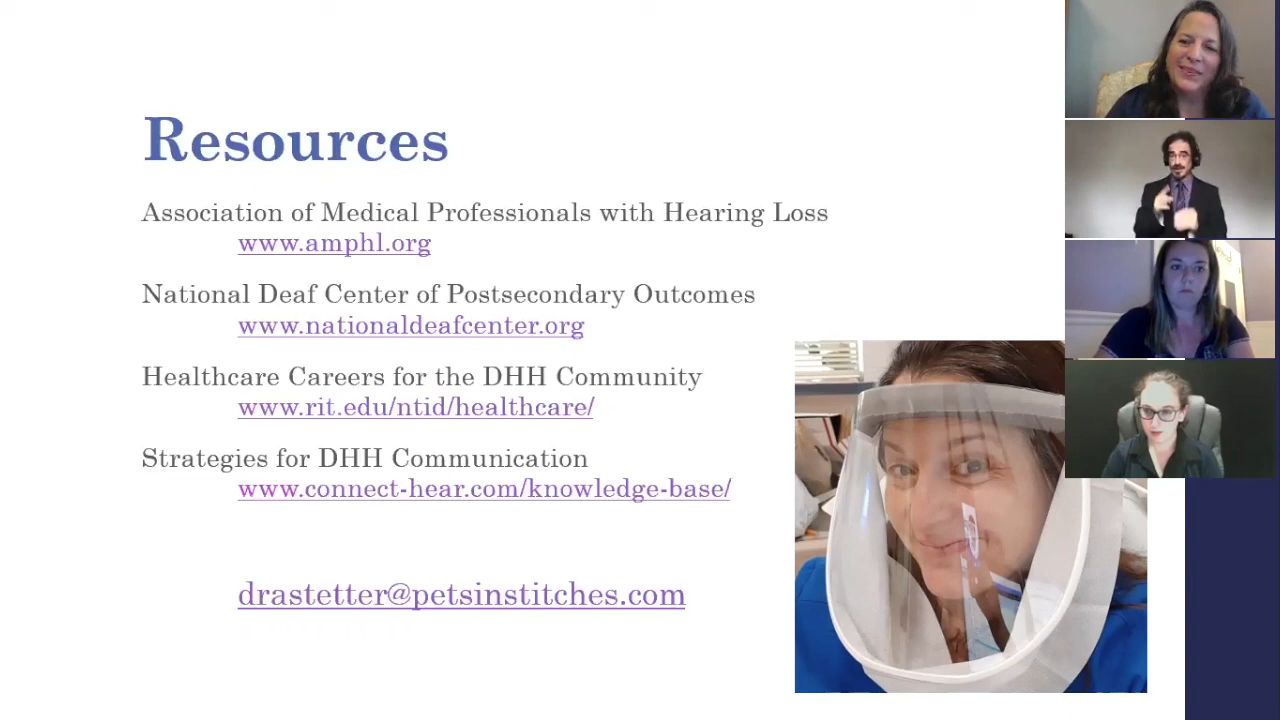 Resources
Association of Medical Professionals with Hearing Loss
www.amphl.org
National Deaf Center of Postsecondary Outcomes
www.nationaldeafcenter.org
Healthcare Careers for the DHH Community
www.rit.edu/ntid/healthcare/
Strategies for DHH Communication
www.connect-hear.com/knowledge-base/
drastetter@petsinstitches.com